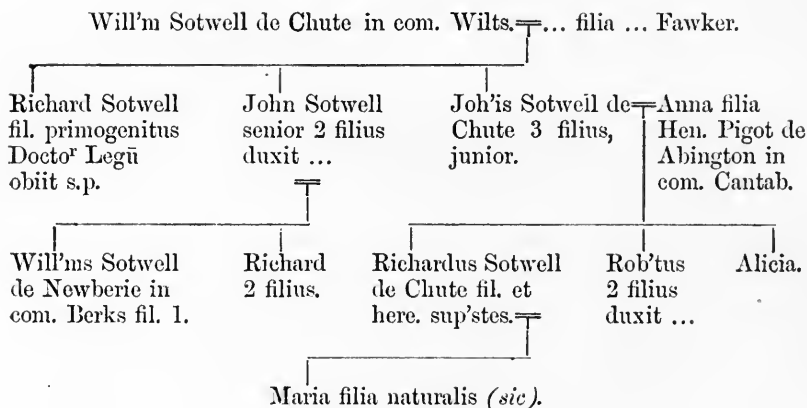 Will'm Sotwell de Chute in com. Wilts.=... filia ... Fawker.
Richard Sotwell
fil. primogenitus
Doctoʳ Legū
obiit s.p.
John Sotwell
senior 2 filius
duxit ...
Joh'is Sotwell de
Chute 3 filius,
junior.
Anna filia
Hen. Pigot de
Abington in
com. Cantab.
Will'ms Sotwell
de Newberie in
com. Berks fil. 1.
Richard
2 filius.
Richardus Sotwell
de Chute fil. et
here. sup'stes.
Rob'tus
2 filius
duxit ...
Alicia.
Maria filia naturalis (sic).